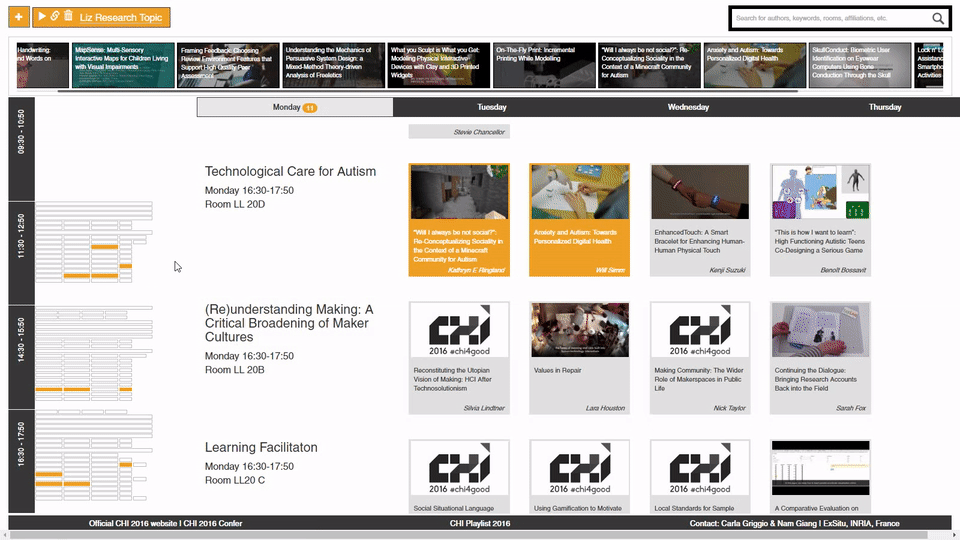 + Liz Research Topic
Search for authors, keywords, rooms, affiliations, etc.
Handwriting:
nd Words on
MapSense: Multi-Sensory
Interactive Maps for Children Living
with Visual Impairments
Framing Feedback: Choosing
Review Environment Features that
Support High Quality Peer
Assessment
Understanding the Mechanics of
Persuasive System Design: a
Mixed-Method Theory-driven
Analysis of Freeletics
What you Sculpt is What you Get:
Modeling Physical Interactive
Devices with Clay and 3D Printed
Widgets
On-The-Fly Print: Incremental
Printing While Modelling
"Will I always be not social?": Re-
Conceptualizing Sociality in the
Context of a Minecraft Community
for Autism
Anxiety and Autism: Towards
Personalized Digital Health
SkullConduct: Biometric User
Identification on Eyewear
Computers Using Bone
Conduction Through the Skull
Assistanc
Smartpho
Activities
Monday 11
Tuesday
Wednesday
Thursday
09:30 - 10:50
11:30 - 12:50
14:30 - 15:50
16:30 - 17:50
Stevie Chancellor
Technological Care for Autism
Monday 16:30-17:50
Room LL 20D
"Will I always be not social?":
Re-Conceptualizing Sociality in
the Context of a Minecraft
Community for Autism
Kathryn E Ringland
Anxiety and Autism: Towards
Personalized Digital Health
Will Simm
EnhancedTouch: A Smart
Bracelet for Enhancing Human-
Human Physical Touch
Kenji Suzuki
"This is how I want to learn":
High Functioning Autistic Teens
Co-Designing a Serious Game
Benoît Bossavit
(Re)understanding Making: A
Critical Broadening of Maker
Cultures
Monday 16:30-17:50
Room LL 20B
CHI
2016 #chi4good
Reconstituting the Utopian
Vision of Making: HCI After
Technosolutionism
Silvia Lindtner
Values in Repair
Lara Houston
CHI
2016 #chi4good
Making Community: The Wider
Role of Makerspaces in Public
Life
Nick Taylor
Continuing the Dialogue:
Bringing Research Accounts
Back into the Field
Sarah Fox
Learning Facilitaton
Monday 16:30-17:50
Room LL20 C
CHI
2016 #chi4good
Social Situational Language
CHI
2016 #chi4good
Using Gamification to Motivate
CHI
2016 #chi4good
Local Standards for Sample
A Comparative Evaluation on
Official CHI 2016 website | CHI 2016 Confer
CHI Playlist 2016
Contact: Carla Griggio & Nam Giang | ExSitu, INRIA, France